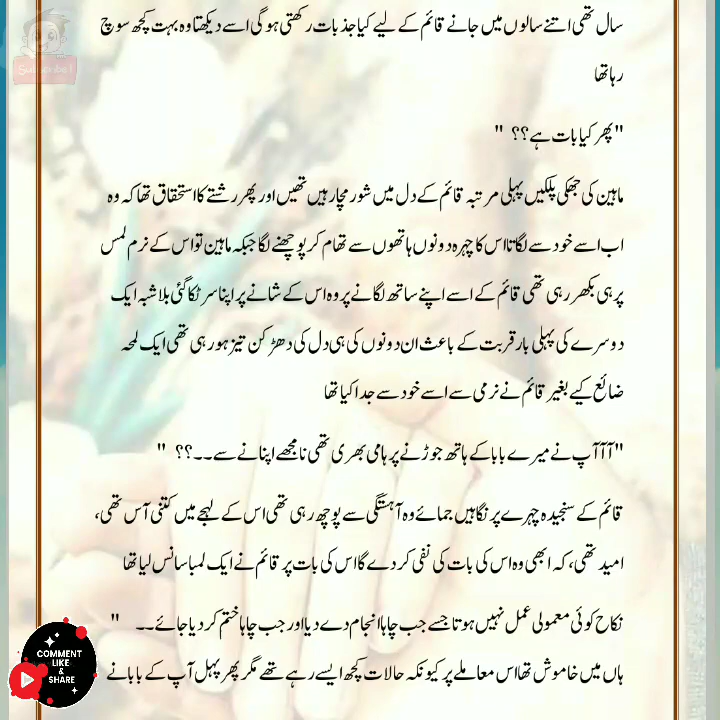 سال تھی اتنے سالوں میں جانے قائم کے لیے کیا جذبات رکھتی ہوگی اسے دیکھتا وہ بہت کچھ سوچ
رہا تھا
"پھر کیا بات ہے؟؟ "
ماہین کی جھکی پلکیں پہلی مرتبہ قائم کے دل میں شور مچا رہیں تھیں اور پھر رشتے کا استحقاق تھا کہ وہ
اب اسے خود سے لگاتا اس کا چہرہ دونوں ہاتھوں سے تھام کر پوچھنے لگا جبکہ ماہین تو اس کے نرم لمس
پر ہی بکھر رہی تھی قائم کے اسے اپنے ساتھ لگانے پر وہ اس کے شانے پر اپنا سر ٹکا گئی بلاشبہ ایک
دوسرے کی پہلی بار قربت کے باعث ان دونوں کی ہی دل کی دھڑکن تیز ہو رہی تھی ایک لمحہ
ضائع کیے بغیر قائم نے نرمی سے اسے خود سے جدا کیا تھا
"آآآپ نے میرے بابا کے ہاتھ جوڑنے پر ہامی بھری تھی نا مجھے اپنانے سے۔۔؟؟ "
قائم کے سنجیدہ چہرے پر نگاہیں جمائے وہ آہستگی سے پوچھ رہی تھی اس کے لہجے میں کتنی آس تھی،
امید تھی، کہ ابھی وہ اس کی بات کی نفی کر دے گا اس کی بات پر قائم نے ایک لمبا سانس لیا تھا
نکاح کوئی معمولی عمل نہیں ہوتا جسے جب چاہا انجام دے دیا اور جب چاہا ختم کر دیا جائے۔۔ "
ہاں میں خاموش تھا اس معاملے پر کیونکہ حالات کچھ ایسے رہے تھے مگر پھر پہل آپ کے بابا نے
Subscribe!
COMMENT
LIKE
&
SHARE